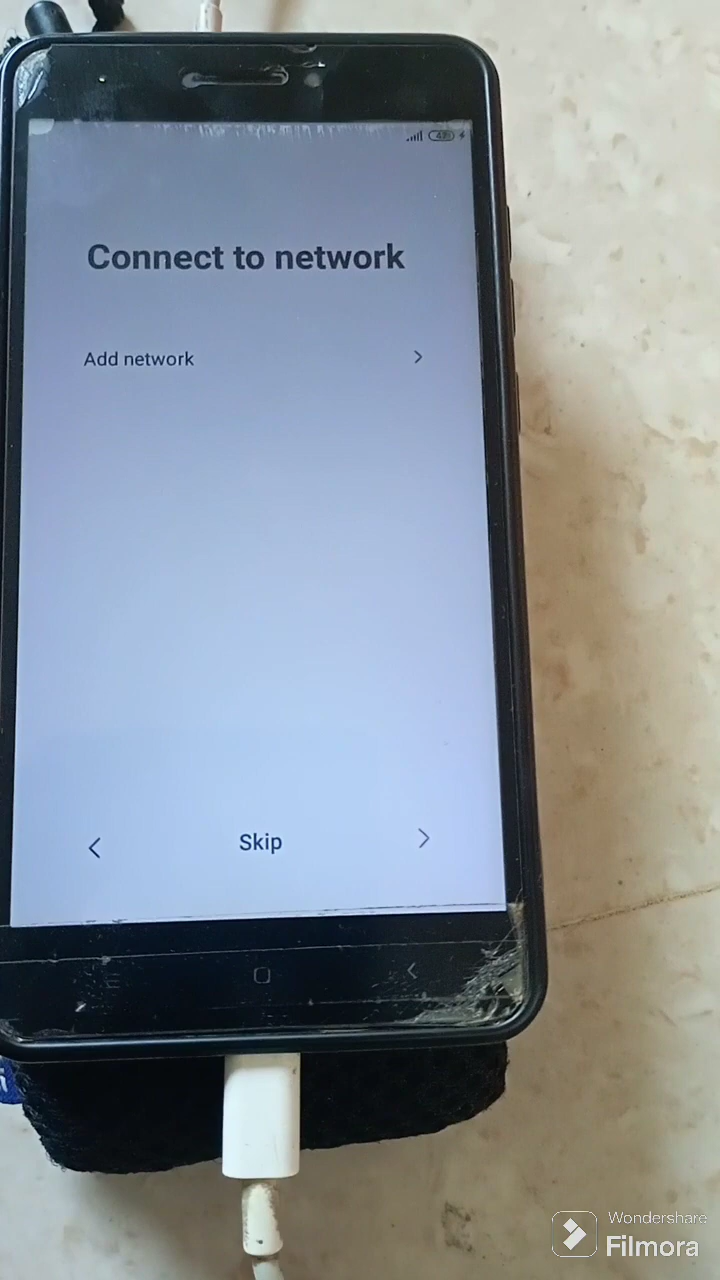 Connect to network
Add network
Skip
Wondershare
Filmora